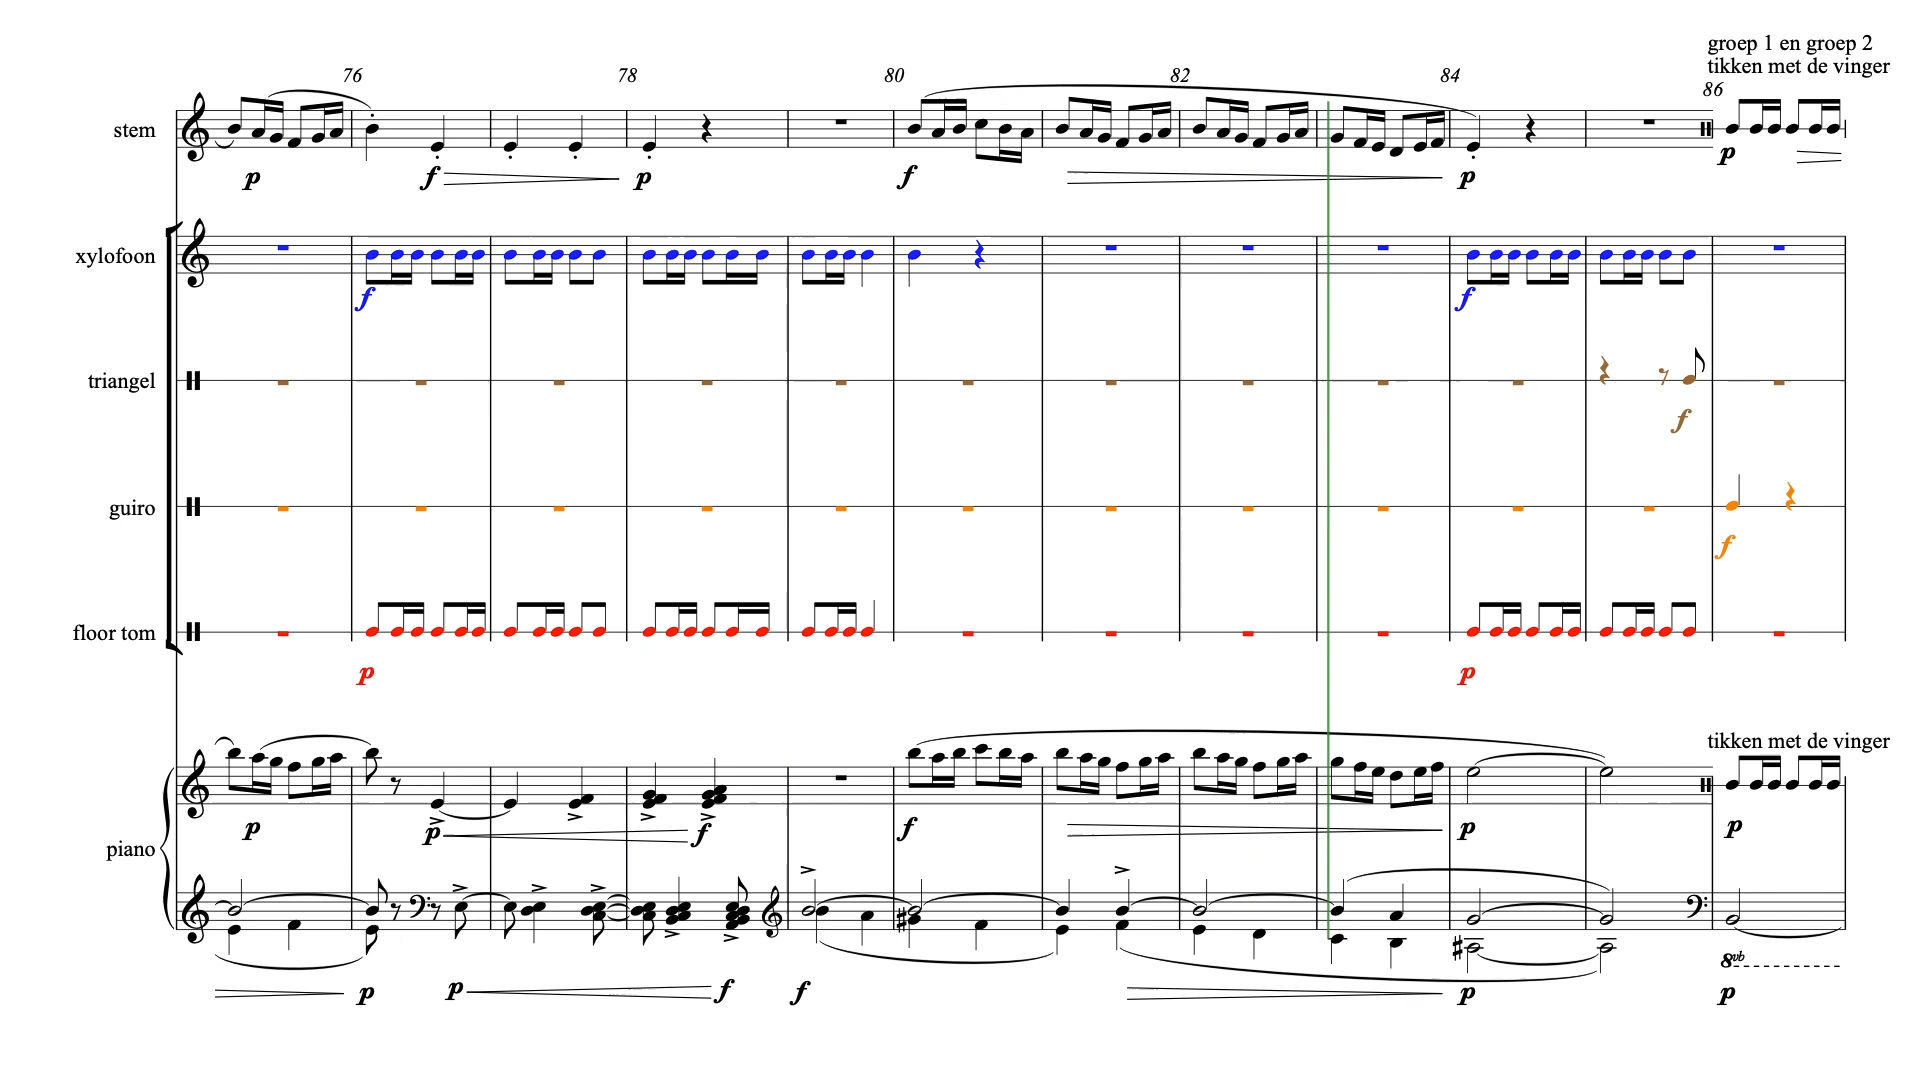 groep 1 en groep 2
tikken met de vinger
76 78 80 82 84 86
stem
p f p f p p
xylofoon
f f
triangel
f
guiro
f
floor tom
p p
tikken met de vinger
piano
p p f f p p
p p f f p p
8vb